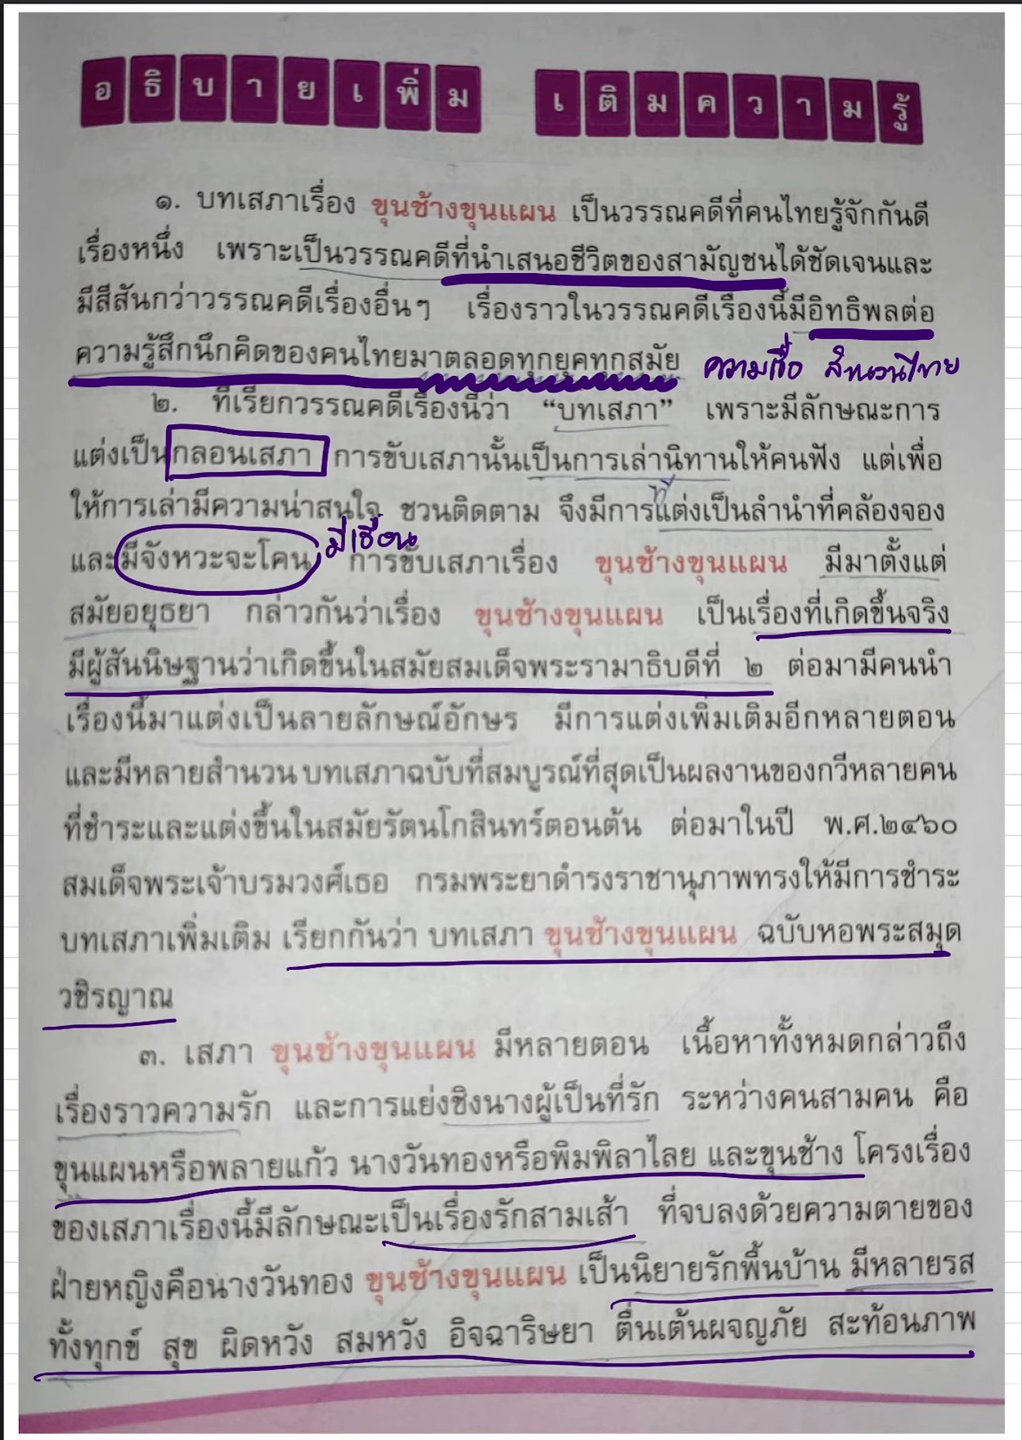 อธิบายเพิ่ม เติมความรู้
๑. บทเสภาเรื่อง ขุนช้างขุนแผน เป็นวรรณคดีที่คนไทยรู้จักกันดี
เรื่องหนึ่ง เพราะเป็นวรรณคดีที่นำเสนอชีวิตของสามัญชนได้ชัดเจนและ
มีสีสันกว่าวรรณคดีเรื่องอื่นๆ เรื่องราวในวรรณคดีเรื่องนี้มีอิทธิพลต่อ
ความรู้สึกนึกคิดของคนไทยมาตลอดทุกยุคทุกสมัย ความเชื่อ สำนวนไทย
๒. ที่เรียกวรรณคดีเรื่องนี้ว่า “บทเสภา” เพราะมีลักษณะการ
แต่งเป็นกลอนเสภา การขับเสภานั้นเป็นการเล่านิทานให้คนฟัง แต่เพื่อ
ให้การเล่ามีความน่าสนใจ ชวนติดตาม จึงมีการแต่งเป็นลำนำที่คล้องจอง
และมีจังหวะจะโคน การขับเสภาเรื่อง ขุนช้างขุนแผน มีมาตั้งแต่
สมัยอยุธยา กล่าวกันว่าเรื่อง ขุนช้างขุนแผน เป็นเรื่องที่เกิดขึ้นจริง
มีผู้สันนิษฐานว่าเกิดขึ้นในสมัยสมเด็จพระรามาธิบดีที่ ๒ ต่อมามีคนนำ
เรื่องนี้มาแต่งเป็นลายลักษณ์อักษร มีการแต่งเพิ่มเติมอีกหลายตอน
และมีหลายสำนวน บทเสภาฉบับที่สมบูรณ์ที่สุดเป็นผลงานของกวีหลายคน
ที่ชำระและแต่งขึ้นในสมัยรัตนโกสินทร์ตอนต้น ต่อมาในปี พ.ศ.๒๔๖๐
สมเด็จพระเจ้าบรมวงศ์เธอ กรมพระยาดำรงราชานุภาพทรงให้มีการชำระ
บทเสภาเพิ่มเติม เรียกกันว่า บทเสภา ขุนช้างขุนแผน ฉบับหอพระสมุด
วชิรญาณ
๓. เสภา ขุนช้างขุนแผน มีหลายตอน เนื้อหาทั้งหมดกล่าวถึง
เรื่องราวความรัก และการแย่งชิงนางผู้เป็นที่รัก ระหว่างคนสามคน คือ
ขุนแผนหรือพลายแก้ว นางวันทองหรือพิมพิลาไลย และขุนช้าง โครงเรื่อง
ของเสภาเรื่องนี้มีลักษณะเป็นเรื่องรักสามเส้า ที่จบลงด้วยความตายของ
ฝ่ายหญิงคือนางวันทอง ขุนช้างขุนแผน เป็นนิยายรักพื้นบ้าน มีหลายรส
ทั้งทุกข์ สุข ผิดหวัง สมหวัง อิจฉาริษยา ตื่นเต้นผจญภัย สะท้อนภาพ